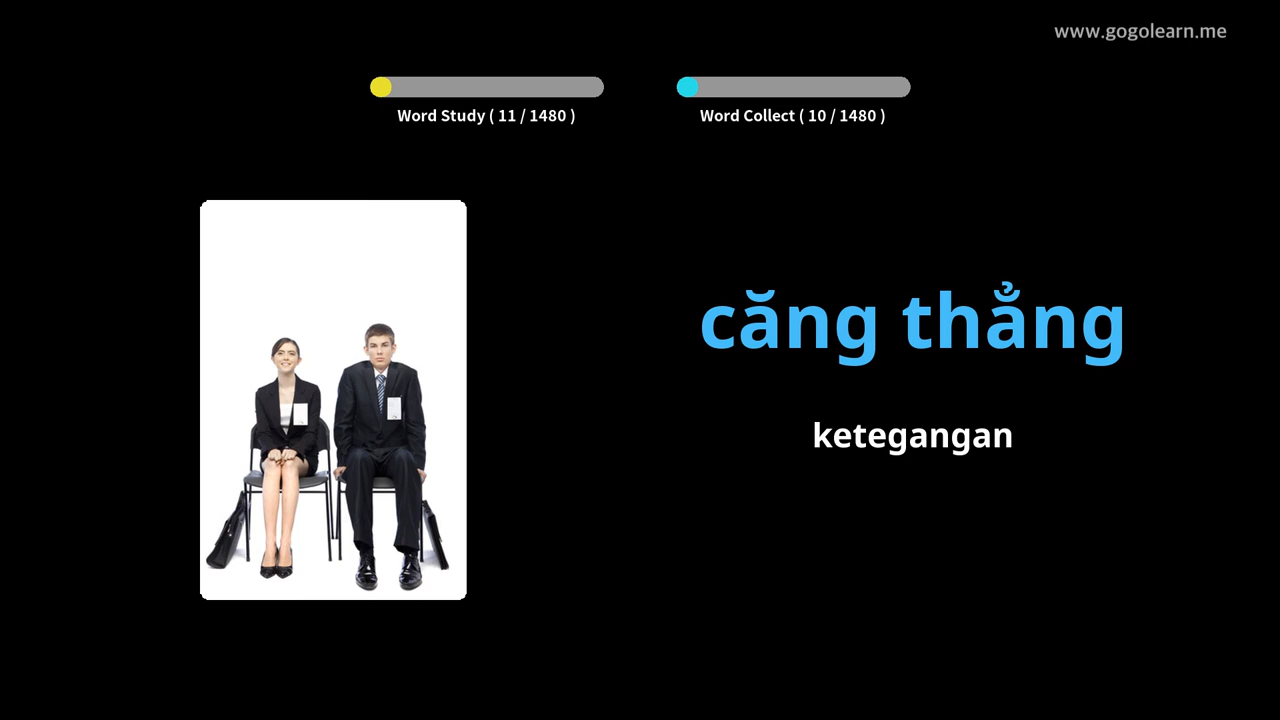 www.gogolearn.me
Word Study ( 11 / 1480 )
Word Collect ( 10 / 1480 )
căng thẳng
ketegangan